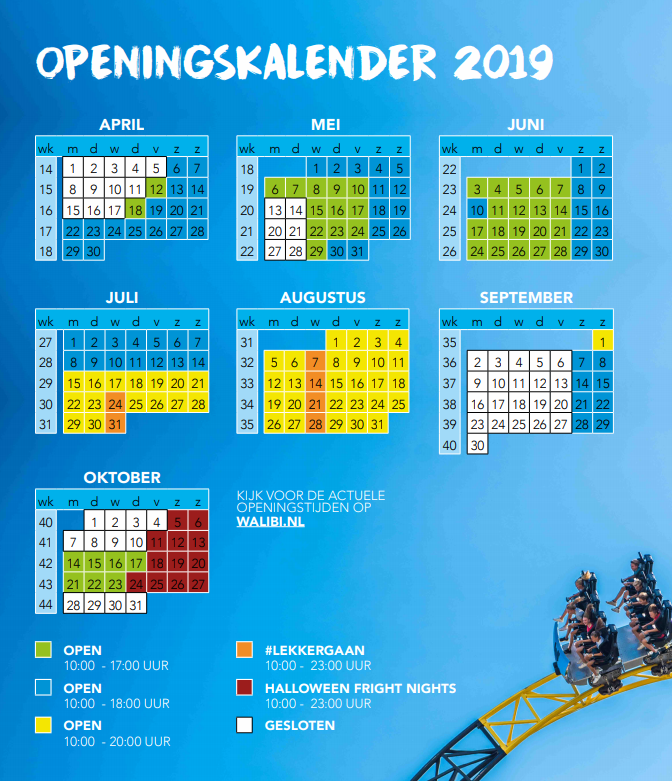 OPENINGSKALENDER 2019
APRIL
wk m d w d v z z
14 1 2 3 4 5 6 7
15 8 9 10 11 12 13 14
16 15 16 17 18 19 20 21
17 22 23 24 25 26 27 28
18 29 30
MEI
wk m d w d v z z
18 1 2 3 4 5
19 6 7 8 9 10 11 12
20 13 14 15 16 17 18 19
21 20 21 22 23 24 25 26
22 27 28 29 30 31
JUNI
wk m d w d v z z
22 1 2
23 3 4 5 6 7 8 9
24 10 11 12 13 14 15 16
25 17 18 19 20 21 22 23
26 24 25 26 27 28 29 30
JULI
wk m d w d v z z
27 1 2 3 4 5 6 7
28 8 9 10 11 12 13 14
29 15 16 17 18 19 20 21
30 22 23 24 25 26 27 28
31 29 30 31
AUGUSTUS
wk m d w d v z z
31 1 2 3 4
32 5 6 7 8 9 10 11
33 12 13 14 15 16 17 18
34 19 20 21 22 23 24 25
35 26 27 28 29 30 31
SEPTEMBER
wk m d w d v z z
35 1
36 2 3 4 5 6 7 8
37 9 10 11 12 13 14 15
38 16 17 18 19 20 21 22
39 23 24 25 26 27 28 29
40 30
OKTOBER
wk m d w d v z z
40 1 2 3 4 5 6
41 7 8 9 10 11 12 13
42 14 15 16 17 18 19 20
43 21 22 23 24 25 26 27
44 28 29 30 31
KIJK VOOR DE ACTUELE
OPENINGSTIJDEN OP
WALIBI.NL
OPEN
10:00 - 17:00 UUR
OPEN
10:00 - 18:00 UUR
OPEN
10:00 - 20:00 UUR
#LEKKERGAAN
10:00 - 23:00 UUR
HALLOWEEN FRIGHT NIGHTS
10:00 - 23:00 UUR
GESLOTEN